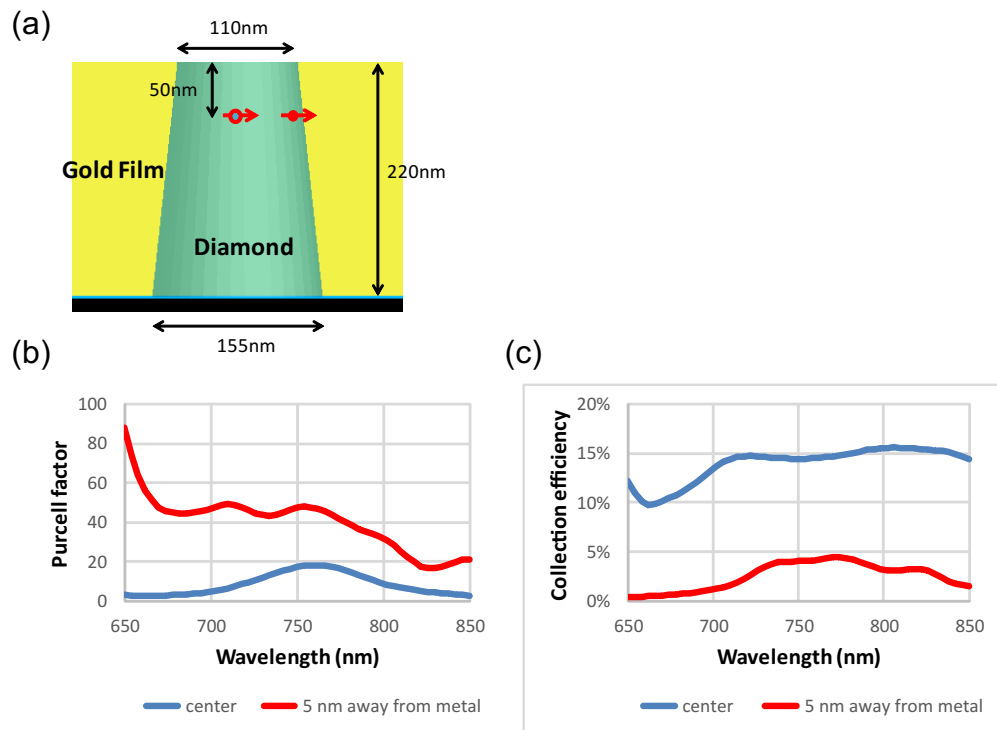 (a)
110nm
50nm
Gold Film
220nm
Diamond
155nm
(b)
100
80
60
40
20
0
Purcell factor
650 700 750 800 850
Wavelength (nm)
center 5 nm away from metal
(c)
20%
15%
10%
5%
0%
Collection efficiency
650 700 750 800 850
Wavelength (nm)
center 5 nm away from metal